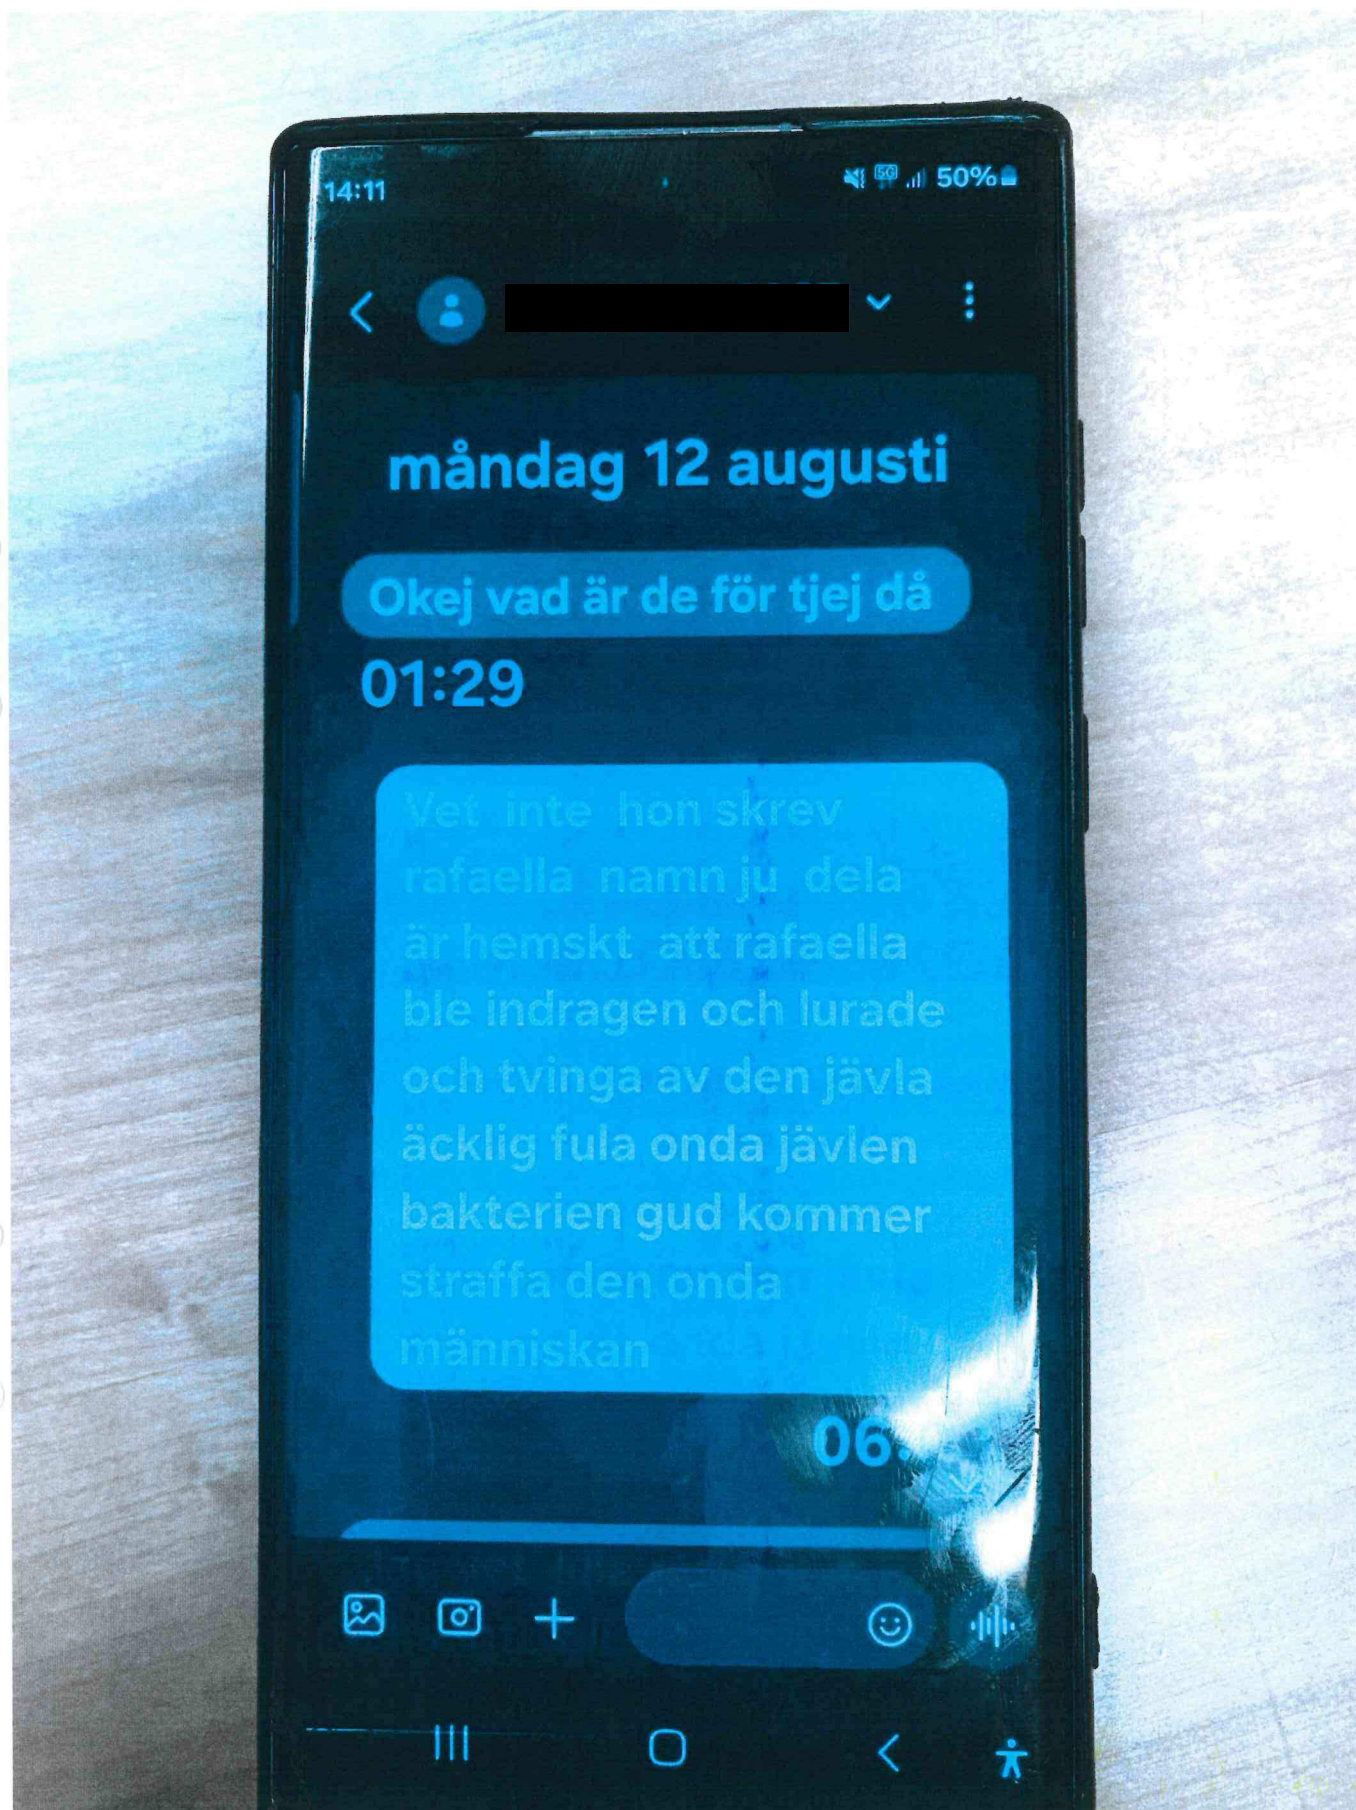 14:11
5G 50%
måndag 12 augusti
Okej vad är de för tjej då
01:29
Vet inte hon skrev
rafaella namn ju dela
är hemskt att rafaella
ble indragen och lurade
och tvinga av den jävla
äcklig fula onda jävlen
bakterien gud kommer
straffa den onda
människan
06: